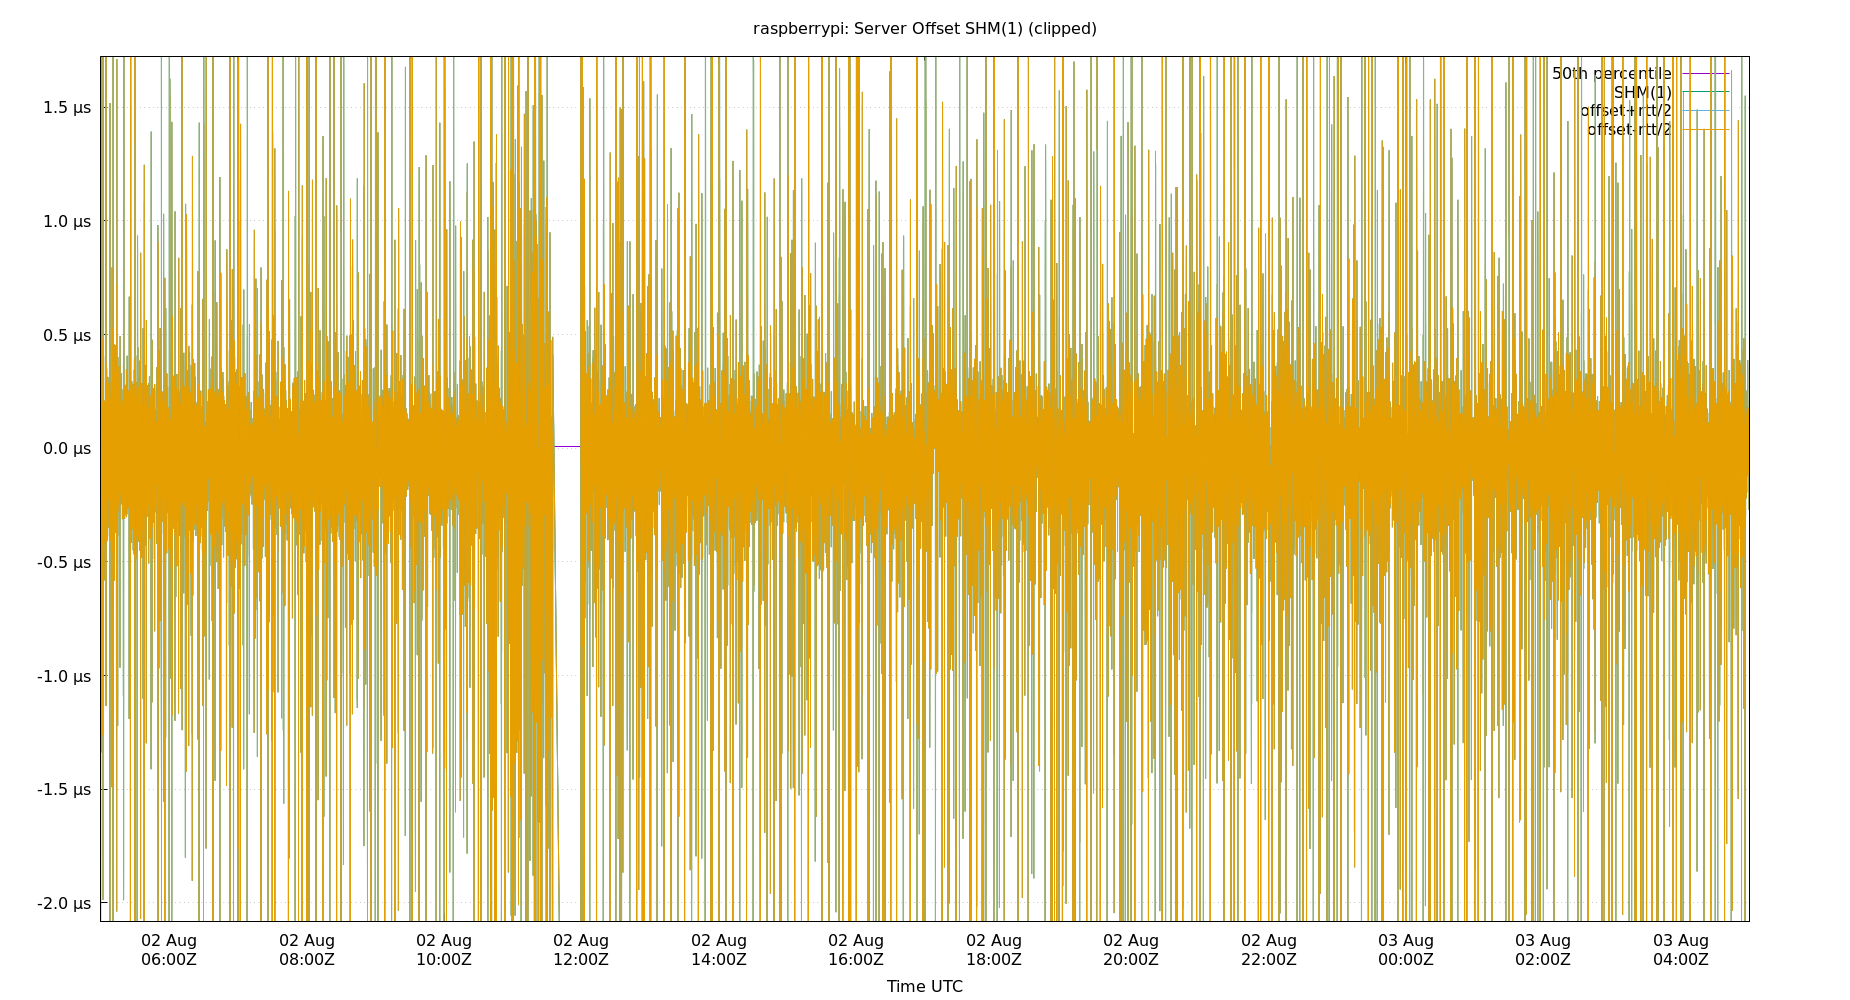 raspberrypi: Server Offset SHM(1) (clipped)
50th percentile
SHM(1)
offset+rtt/2
offset-rtt/2
1.5 µs
1.0 µs
0.5 µs
0.0 µs
-0.5 µs
-1.0 µs
-1.5 µs
-2.0 µs
02 Aug 02 Aug 02 Aug 02 Aug 02 Aug 02 Aug 02 Aug 02 Aug 02 Aug 03 Aug 03 Aug 03 Aug
06:00Z 08:00Z 10:00Z 12:00Z 14:00Z 16:00Z 18:00Z 20:00Z 22:00Z 00:00Z 02:00Z 04:00Z
Time UTC